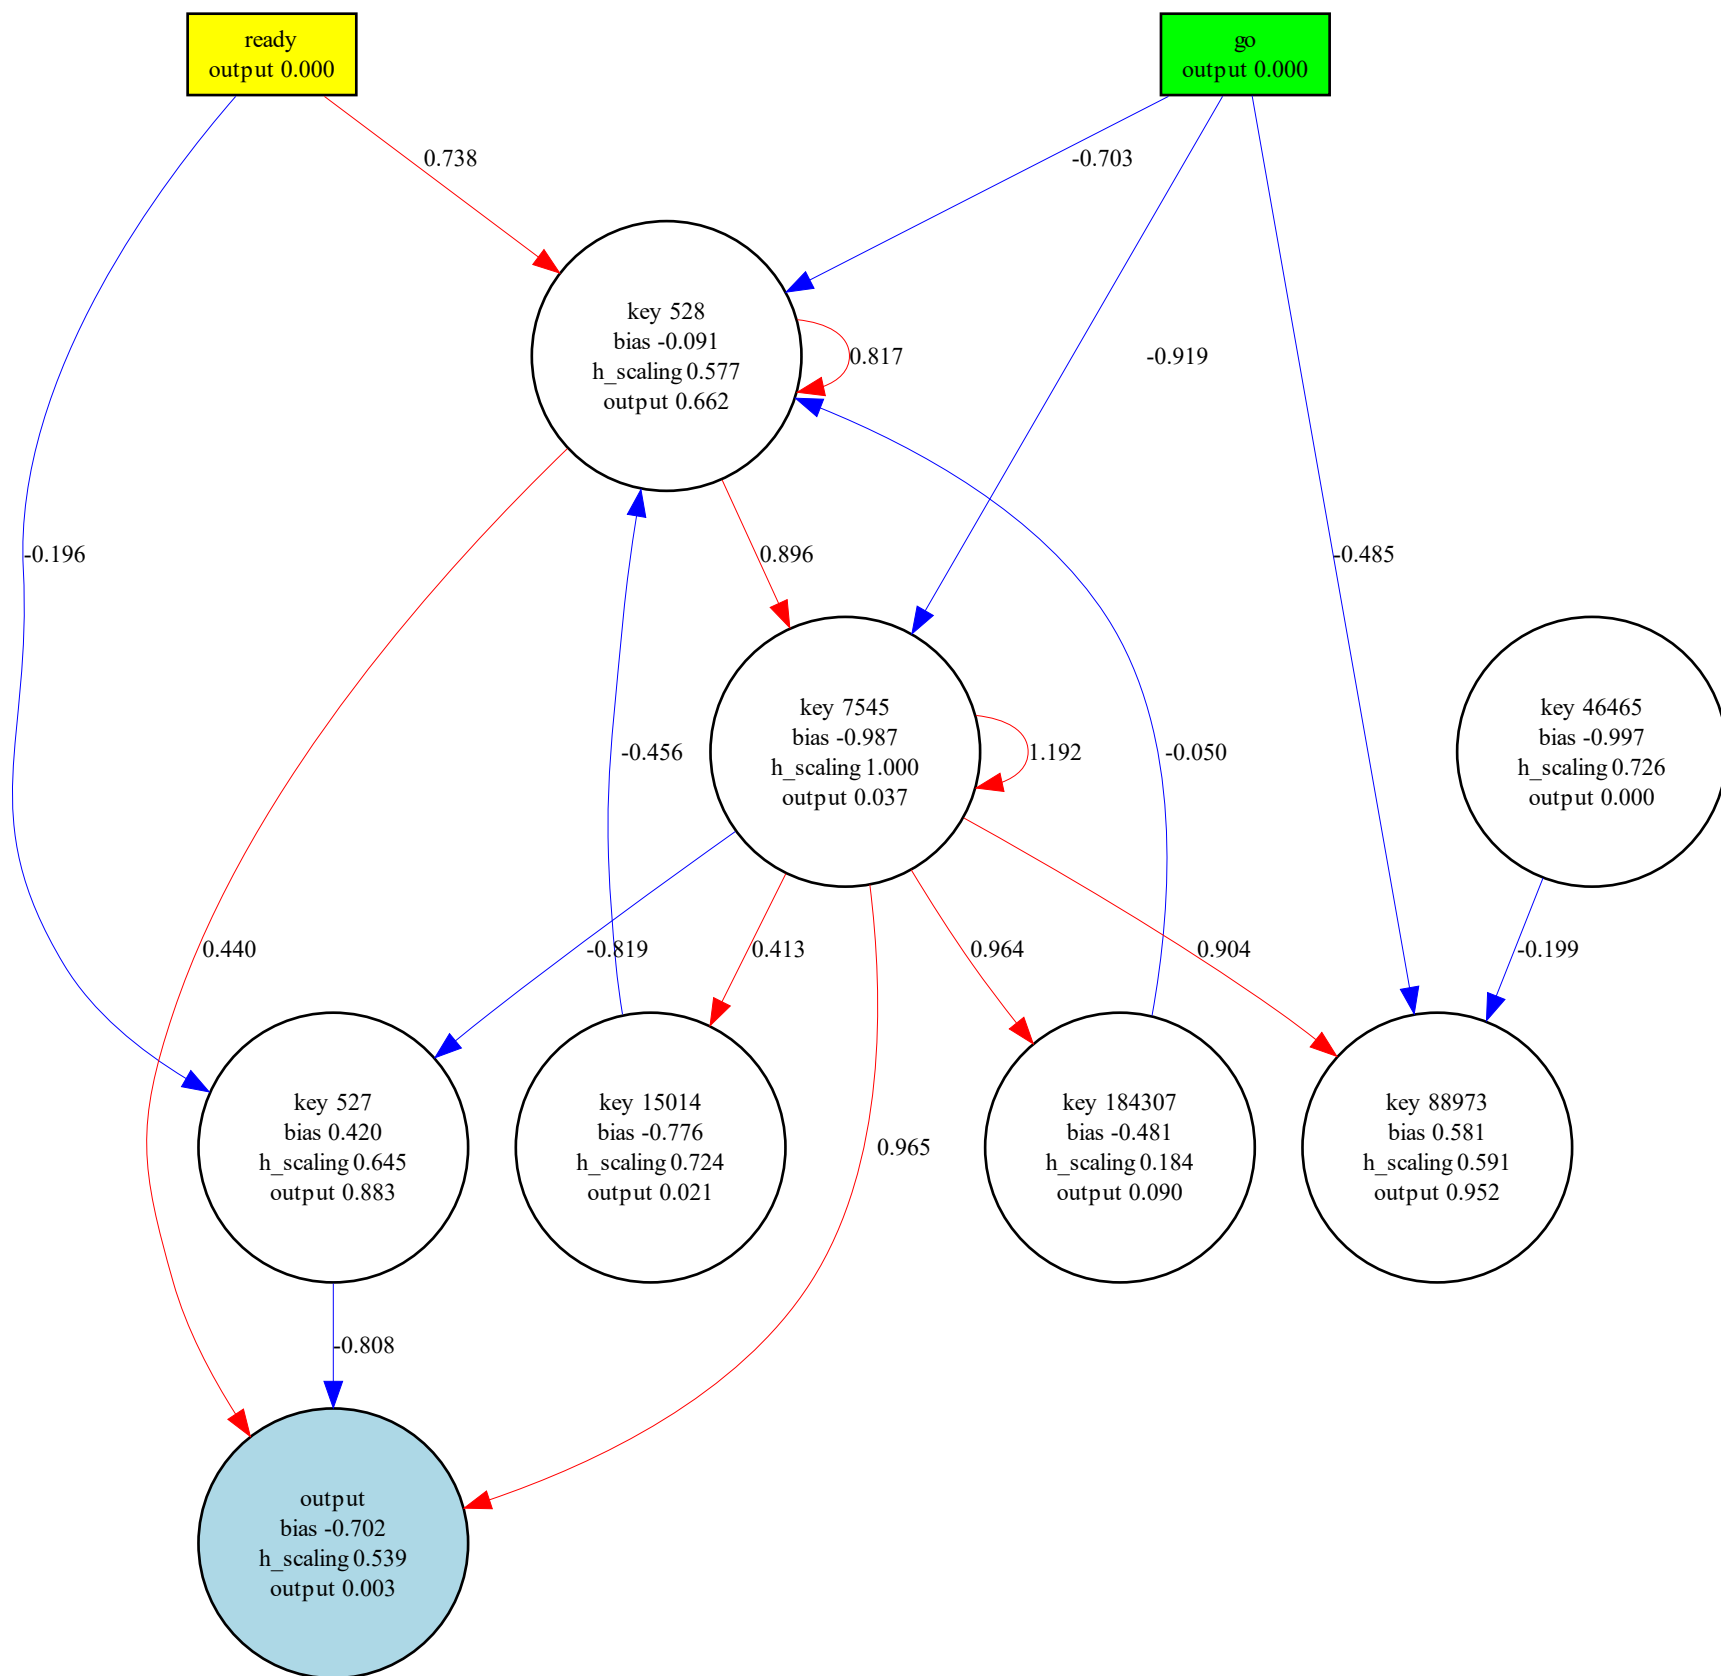 ready
output 0.000
go
output 0.000
0.738
-0.703
key 528
bias -0.091
h_scaling 0.577
output 0.662
0.817
-0.919
-0.196
0.896
-0.485
key 7545
bias -0.987
h_scaling 1.000
output 0.037
1.192
-0.456
-0.050
key 46465
bias -0.997
h_scaling 0.726
output 0.000
0.440
-0.819
0.413
0.964
0.904
-0.199
key 527
bias 0.420
h_scaling 0.645
output 0.883
key 15014
bias -0.776
h_scaling 0.724
output 0.021
0.965
key 184307
bias -0.481
h_scaling 0.184
output 0.090
key 88973
bias 0.581
h_scaling 0.591
output 0.952
-0.808
output
bias -0.702
h_scaling 0.539
output 0.003